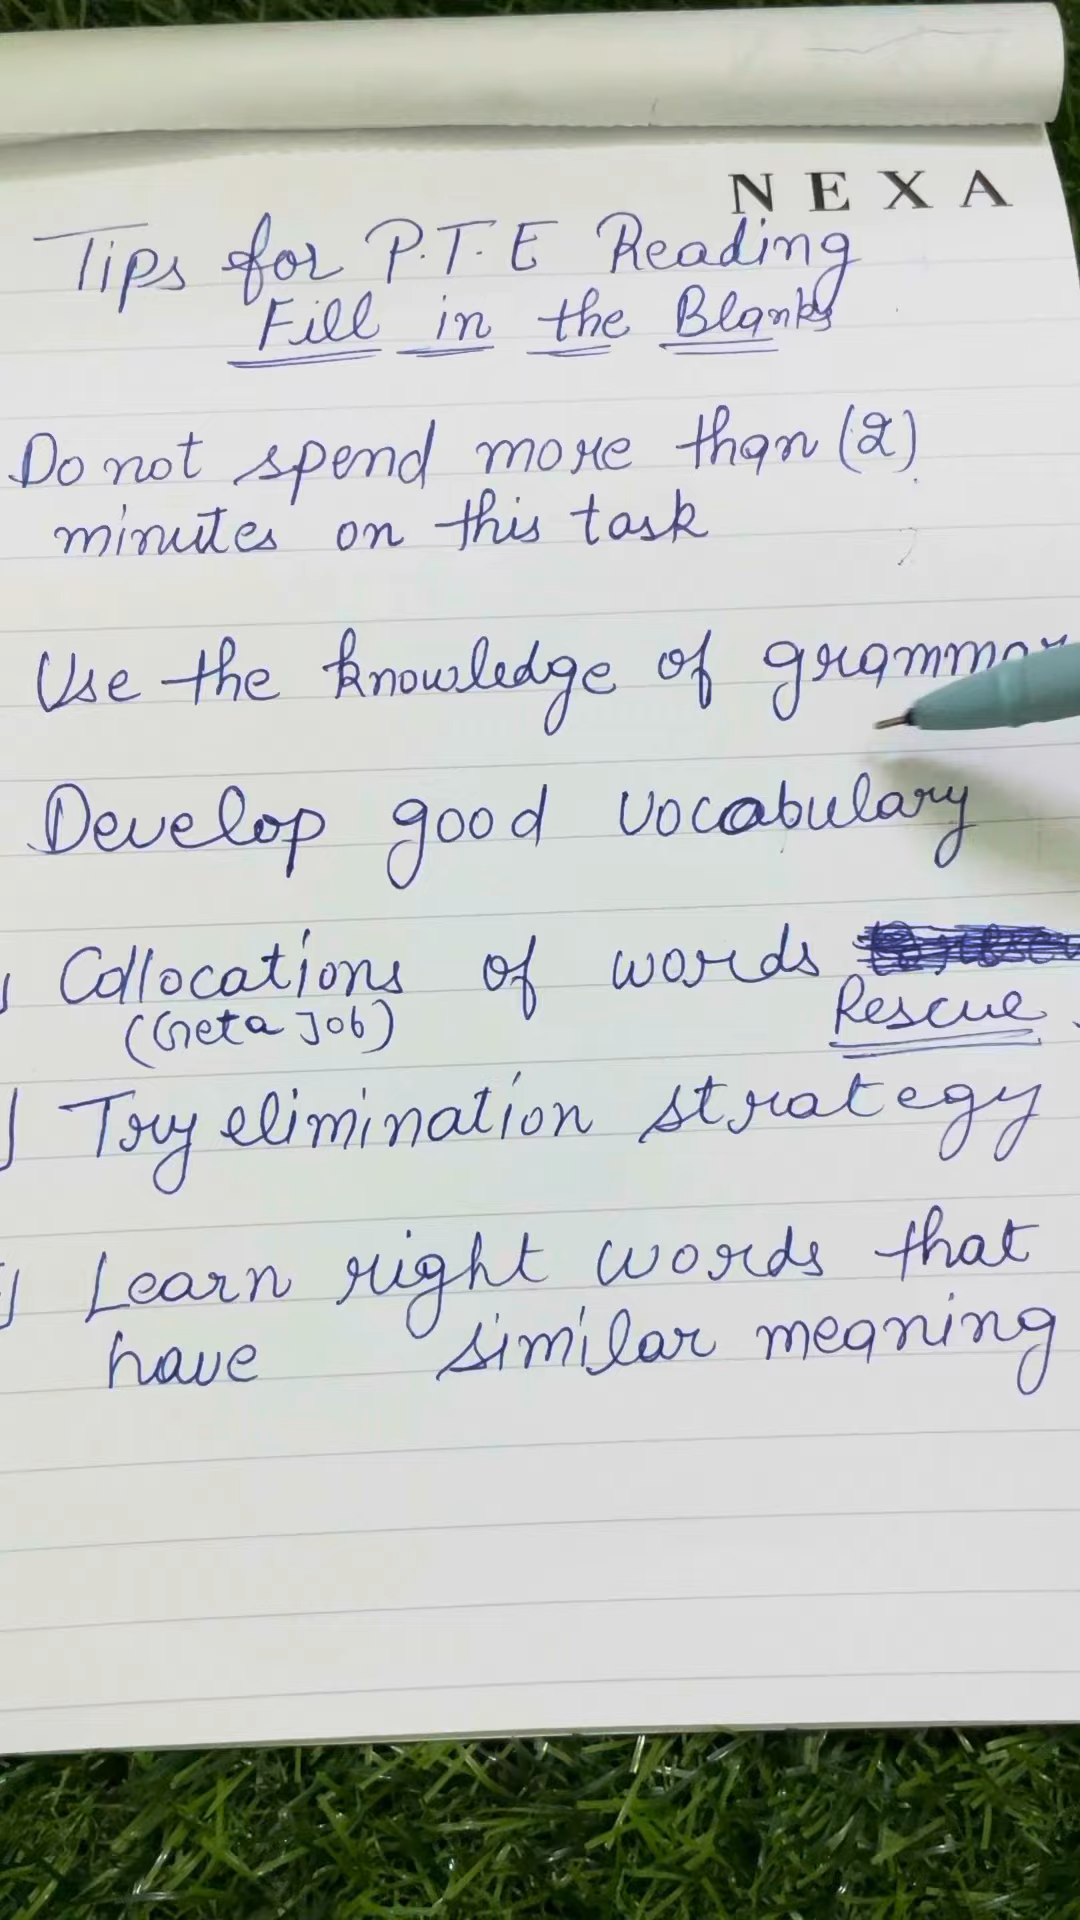 NEXA
Tips for P.T.E Reading
Fill in the Blanks
Do not spend more than (2)
minutes on this task
Use the knowledge of grammar
Develop good vocabulary
Collocations of words
(Get a Job) Rescue
Try elimination strategy
Learn right words that
have similar meaning